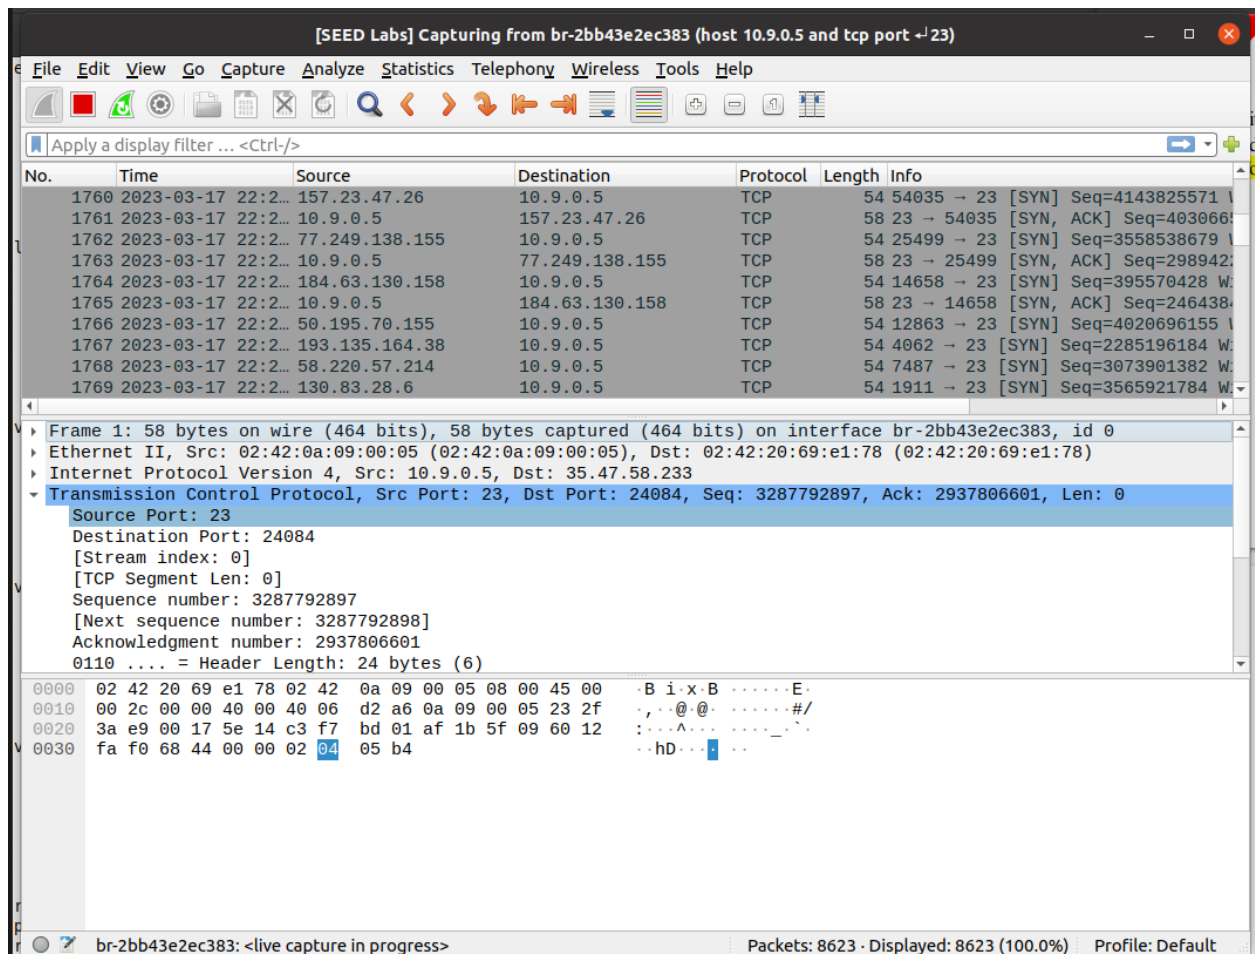 [SEED Labs] Capturing from br-2bb43e2ec383 (host 10.9.0.5 and tcp port ↵23)
File Edit View Go Capture Analyze Statistics Telephony Wireless Tools Help
Apply a display filter … <Ctrl-/>
No. Time Source Destination Protocol Length Info
1760 2023-03-17 22:2… 157.23.47.26 10.9.0.5 TCP 54 54035 → 23 [SYN] Seq=4143825571
1761 2023-03-17 22:2… 10.9.0.5 157.23.47.26 TCP 58 23 → 54035 [SYN, ACK] Seq=403066
1762 2023-03-17 22:2… 77.249.138.155 10.9.0.5 TCP 54 25499 → 23 [SYN] Seq=3558538679
1763 2023-03-17 22:2… 10.9.0.5 77.249.138.155 TCP 58 23 → 25499 [SYN, ACK] Seq=298942
1764 2023-03-17 22:2… 184.63.130.158 10.9.0.5 TCP 54 14658 → 23 [SYN] Seq=395570428 Wi
1765 2023-03-17 22:2… 10.9.0.5 184.63.130.158 TCP 58 23 → 14658 [SYN, ACK] Seq=246438
1766 2023-03-17 22:2… 50.195.70.155 10.9.0.5 TCP 54 12863 → 23 [SYN] Seq=4020696155
1767 2023-03-17 22:2… 193.135.164.38 10.9.0.5 TCP 54 4062 → 23 [SYN] Seq=2285196184 W
1768 2023-03-17 22:2… 58.220.57.214 10.9.0.5 TCP 54 7487 → 23 [SYN] Seq=3073901382 W
1769 2023-03-17 22:2… 130.83.28.6 10.9.0.5 TCP 54 1911 → 23 [SYN] Seq=3565921784 W
Frame 1: 58 bytes on wire (464 bits), 58 bytes captured (464 bits) on interface br-2bb43e2ec383, id 0
Ethernet II, Src: 02:42:0a:09:00:05 (02:42:0a:09:00:05), Dst: 02:42:20:69:e1:78 (02:42:20:69:e1:78)
Internet Protocol Version 4, Src: 10.9.0.5, Dst: 35.47.58.233
Transmission Control Protocol, Src Port: 23, Dst Port: 24084, Seq: 3287792897, Ack: 2937806601, Len: 0
Source Port: 23
Destination Port: 24084
[Stream index: 0]
[TCP Segment Len: 0]
Sequence number: 3287792897
[Next sequence number: 3287792898]
Acknowledgment number: 2937806601
0110 .... = Header Length: 24 bytes (6)
0000 02 42 20 69 e1 78 02 42 0a 09 00 05 08 00 45 00 ·B i·x·B ······E·
0010 00 2c 00 00 40 00 40 06 d2 a6 0a 09 00 05 23 2f ·,··@·@· ······#/
0020 3a e9 00 17 5e 14 c3 f7 bd 01 af 1b 5f 09 60 12 :···^··· ····_·`·
0030 fa f0 68 44 00 00 02 04 05 b4 ··hD···· ··
br-2bb43e2ec383: <live capture in progress> Packets: 8623 · Displayed: 8623 (100.0%) Profile: Default